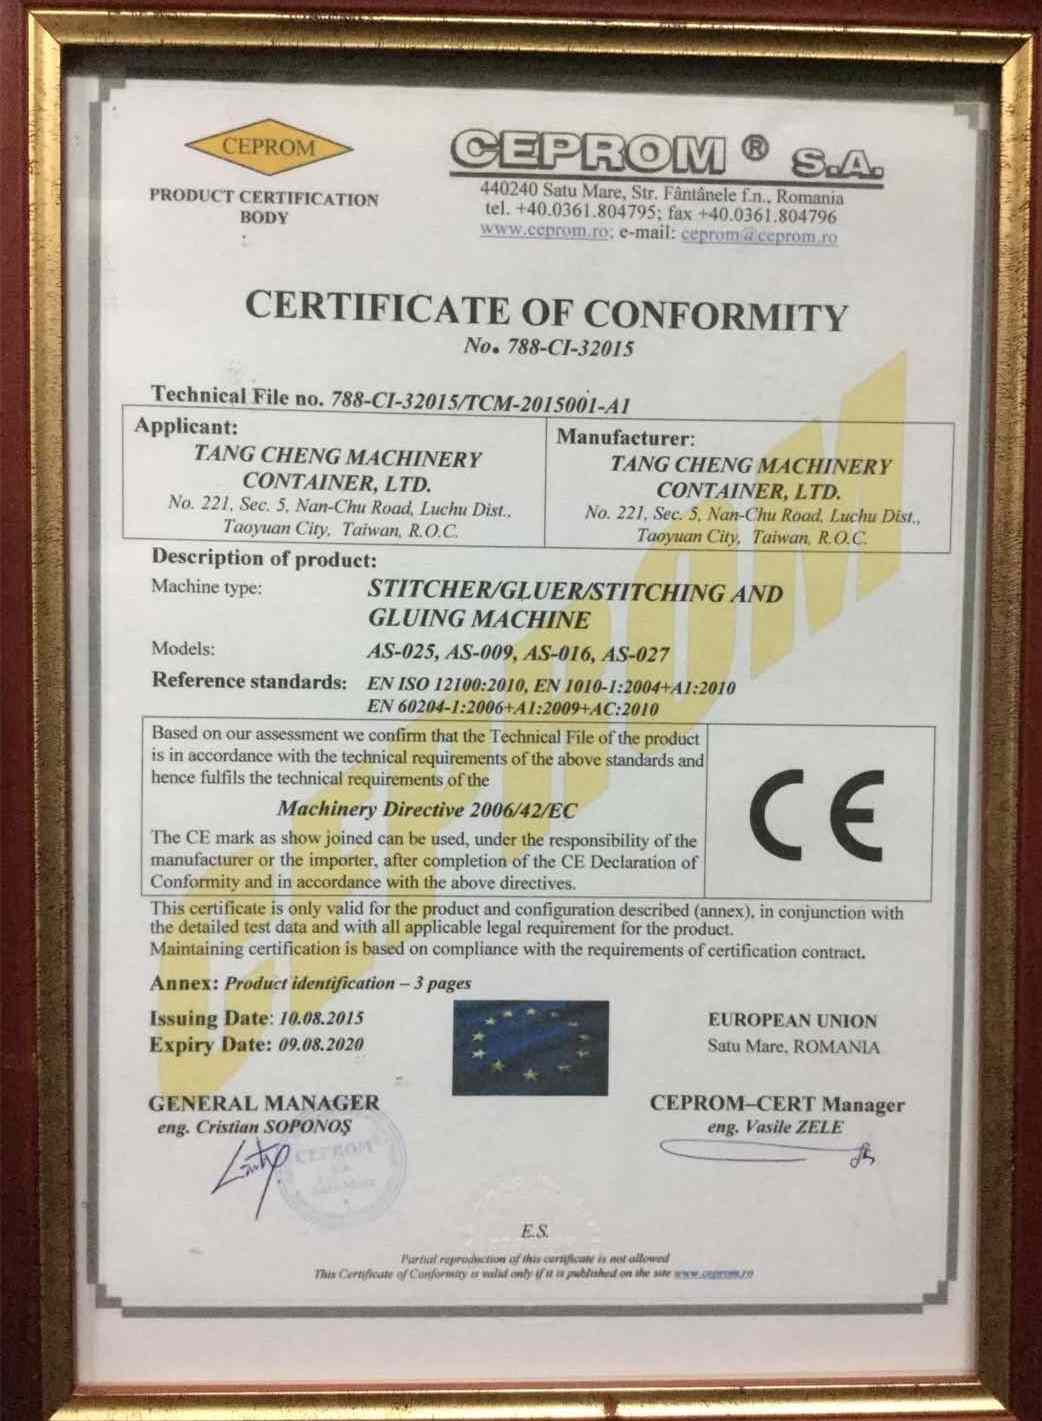 CEPROM
PRODUCT CERTIFICATION
BODY
CEPROM ® S.A.
440240 Satu Mare, Str. Fântânele f.n., Romania
tel. +40.0361.804795; fax +40.0361.804796
www.ceprom.ro; e-mail: ceprom@ceprom.ro
CERTIFICATE OF CONFORMITY
No. 788-CI-32015
Technical File no. 788-CI-32015/TCM-2015001-A1
Applicant:
TANG CHENG MACHINERY
CONTAINER, LTD.
No. 221, Sec. 5, Nan-Chu Road, Luchu Dist.,
Taoyuan City, Taiwan, R.O.C.
Manufacturer:
TANG CHENG MACHINERY
CONTAINER, LTD.
No. 221, Sec. 5, Nan-Chu Road, Luchu Dist.,
Taoyuan City, Taiwan, R.O.C.
Description of product:
Machine type: STITCHER/GLUER/STITCHING AND
GLUING MACHINE
Models: AS-025, AS-009, AS-016, AS-027
Reference standards: EN ISO 12100:2010, EN 1010-1:2004+A1:2010
EN 60204-1:2006+A1:2009+AC:2010
Based on our assessment we confirm that the Technical File of the product
is in accordance with the technical requirements of the above standards and
hence fulfils the technical requirements of the
Machinery Directive 2006/42/EC
The CE mark as show joined can be used, under the responsibility of the
manufacturer or the importer, after completion of the CE Declaration of
Conformity and in accordance with the above directives.
CE
This certificate is only valid for the product and configuration described (annex), in conjunction with
the detailed test data and with all applicable legal requirement for the product.
Maintaining certification is based on compliance with the requirements of certification contract.
Annex: Product identification – 3 pages
Issuing Date: 10.08.2015
Expiry Date: 09.08.2020
EUROPEAN UNION
Satu Mare, ROMANIA
GENERAL MANAGER
eng. Cristian SOPONOŞ
CEPROM–CERT Manager
eng. Vasile ZELE
CEPROM
E.S.
Partial reproduction of this certificate is not allowed
This Certificate of Conformity is valid only if it is published on the site www.ceprom.ro
CEPROM